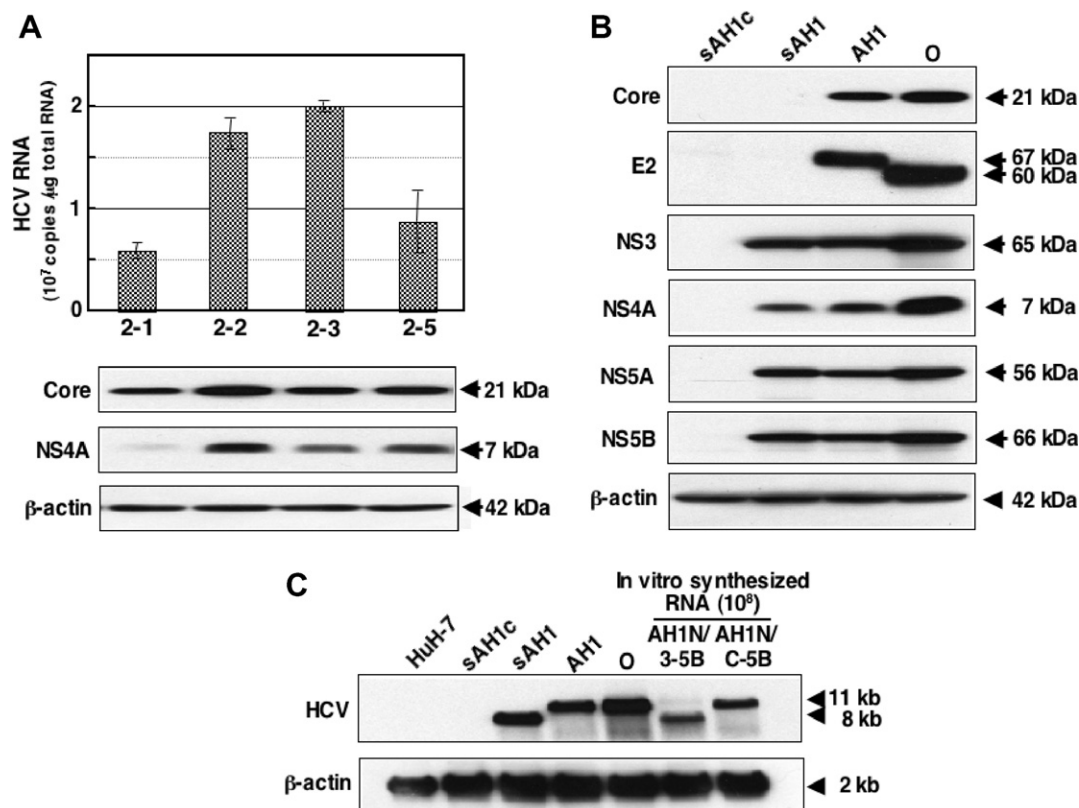 A
HCV RNA
(10⁷ copies /μg total RNA)
2
1
0
2-1 2-2 2-3 2-5
Core 21 kDa
NS4A 7 kDa
β-actin 42 kDa
B
sAH1c sAH1 AH1 O
Core 21 kDa
E2 67 kDa
60 kDa
NS3 65 kDa
NS4A 7 kDa
NS5A 56 kDa
NS5B 66 kDa
β-actin 42 kDa
C
In vitro synthesized
RNA (10⁸)
HuH-7 sAH1c sAH1 AH1 O AH1N/ AH1N/
3-5B C-5B
HCV 11 kb
8 kb
β-actin 2 kb